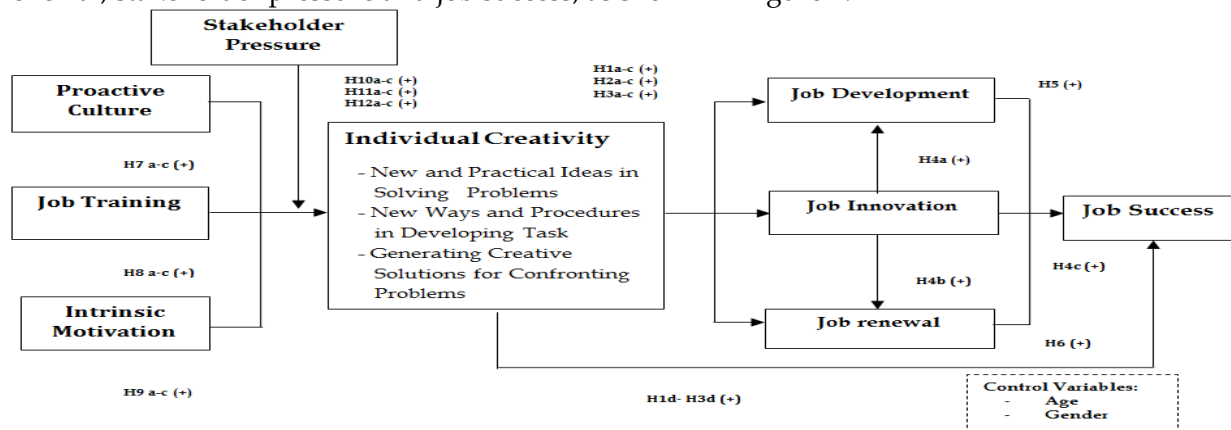 Stakeholder
Pressure
Proactive
Culture
H10a-c (+)
H11a-c (+)
H12a-c (+)
H1a-c (+)
H2a-c (+)
H3a-c (+)
Job Development
H5 (+)
Individual Creativity
- New and Practical Ideas in
Solving Problems
- New Ways and Procedures
in Developing Task
- Generating Creative
Solutions for Confronting
Problems
H7 a-c (+)
H4a (+)
Job Training
Job Innovation
Job Success
H8 a-c (+)
H4b (+)
H4c (+)
Intrinsic
Motivation
Job renewal
H6 (+)
H9 a-c (+)
H1d- H3d (+)
Control Variables:
- Age
- Gender